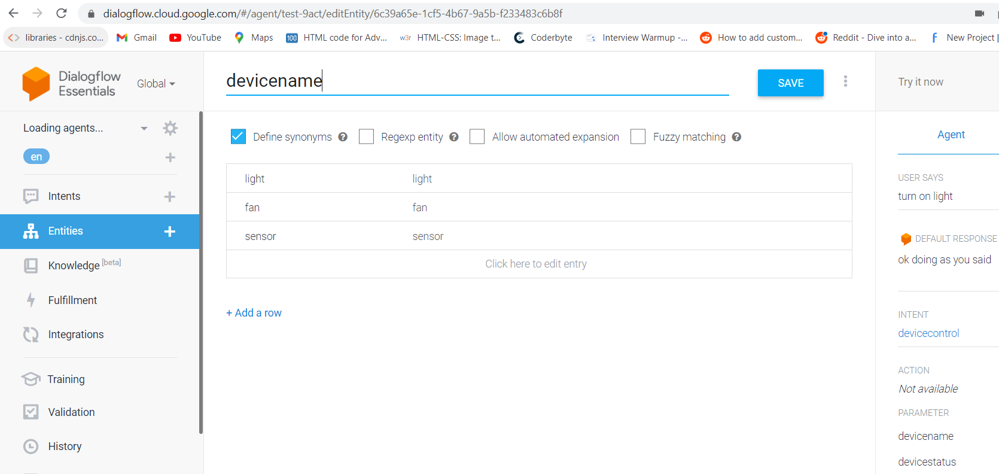 dialogflow.cloud.google.com/#/agent/test-9act/editEntity/6c39a65e-1cf5-4b67-9a5b-f233483c6b8f
libraries - cdnjs.co... Gmail YouTube Maps 100 HTML code for Adv... w3r HTML-CSS: Image t... Coderbyte Interview Warmup -... How to add custom... Reddit - Dive into a... New Project |
Dialogflow
Essentials
Global
Loading agents...
en
Intents
Entities
Knowledge [beta]
Fulfillment
Integrations
Training
Validation
History
devicename
SAVE
Define synonyms ? Regexp entity ? Allow automated expansion Fuzzy matching ?
light light
fan fan
sensor sensor
Click here to edit entry
+ Add a row
Try it now
Agent
USER SAYS
turn on light
DEFAULT RESPONSE
ok doing as you said
INTENT
devicecontrol
ACTION
Not available
PARAMETER
devicename
devicestatus